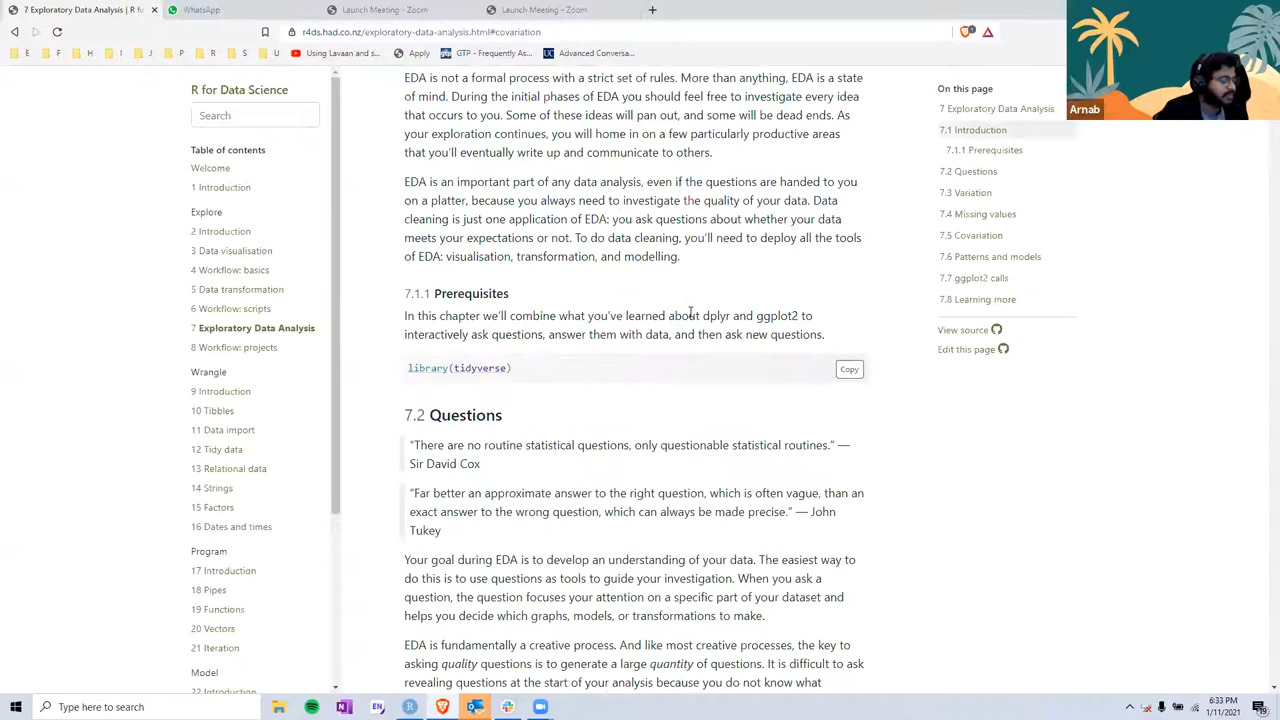 7 Exploratory Data Analysis | R fo
WhatsApp
Launch Meeting - Zoom
Launch Meeting - Zoom
r4ds.had.co.nz/exploratory-data-analysis.html#covariation
E
F
H
I
J
P
R
S
U
Using Lavaan and s...
Apply
GTP - Frequently As...
Advanced Conversa...
Arnab
R for Data Science
Search
Table of contents
Welcome
1 Introduction
Explore
2 Introduction
3 Data visualisation
4 Workflow: basics
5 Data transformation
6 Workflow: scripts
7 Exploratory Data Analysis
8 Workflow: projects
Wrangle
9 Introduction
10 Tibbles
11 Data import
12 Tidy data
13 Relational data
14 Strings
15 Factors
16 Dates and times
Program
17 Introduction
18 Pipes
19 Functions
20 Vectors
21 Iteration
Model
22 Introduction
EDA is not a formal process with a strict set of rules. More than anything, EDA is a state
of mind. During the initial phases of EDA you should feel free to investigate every idea
that occurs to you. Some of these ideas will pan out, and some will be dead ends. As
your exploration continues, you will home in on a few particularly productive areas
that you'll eventually write up and communicate to others.
EDA is an important part of any data analysis, even if the questions are handed to you
on a platter, because you always need to investigate the quality of your data. Data
cleaning is just one application of EDA: you ask questions about whether your data
meets your expectations or not. To do data cleaning, you'll need to deploy all the tools
of EDA: visualisation, transformation, and modelling.
7.1.1 Prerequisites
In this chapter we'll combine what you've learned about dplyr and ggplot2 to
interactively ask questions, answer them with data, and then ask new questions.
library(tidyverse)
Copy
7.2 Questions
"There are no routine statistical questions, only questionable statistical routines." —
Sir David Cox
"Far better an approximate answer to the right question, which is often vague, than an
exact answer to the wrong question, which can always be made precise." — John
Tukey
Your goal during EDA is to develop an understanding of your data. The easiest way to
do this is to use questions as tools to guide your investigation. When you ask a
question, the question focuses your attention on a specific part of your dataset and
helps you decide which graphs, models, or transformations to make.
EDA is fundamentally a creative process. And like most creative processes, the key to
asking quality questions is to generate a large quantity of questions. It is difficult to ask
revealing questions at the start of your analysis because you do not know what
On this page
7 Exploratory Data Analysis
7.1 Introduction
7.1.1 Prerequisites
7.2 Questions
7.3 Variation
7.4 Missing values
7.5 Covariation
7.6 Patterns and models
7.7 ggplot2 calls
7.8 Learning more
View source
Edit this page
Type here to search
6:33 PM
1/11/2021